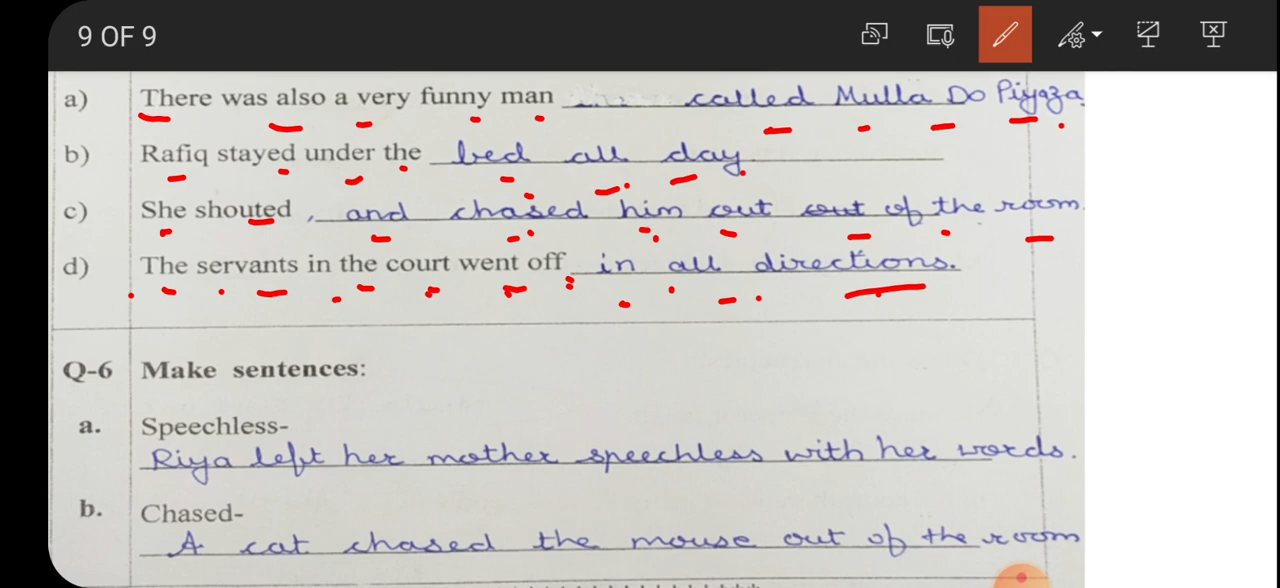 9 OF 9
a) There was also a very funny man called Mulla Do Piyaza
b) Rafiq stayed under the bed all day.
c) She shouted , and chased him out out of the room.
d) The servants in the court went off in all directions.
Q-6 Make sentences:
a. Speechless-
Riya left her mother speechless with her words.
b. Chased-
A cat chased the mouse out of the room